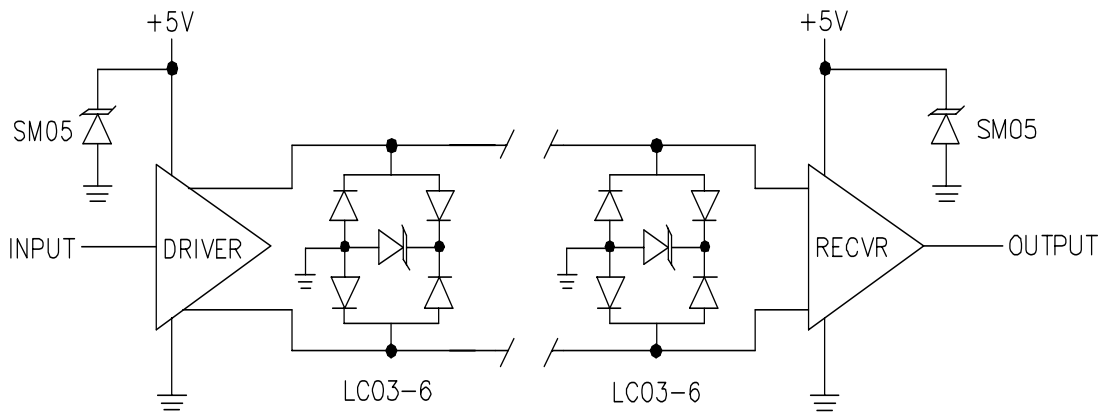 +5V
+5V
SM05
SM05
INPUT
DRIVER
RECVR
OUTPUT
LC03-6
LC03-6